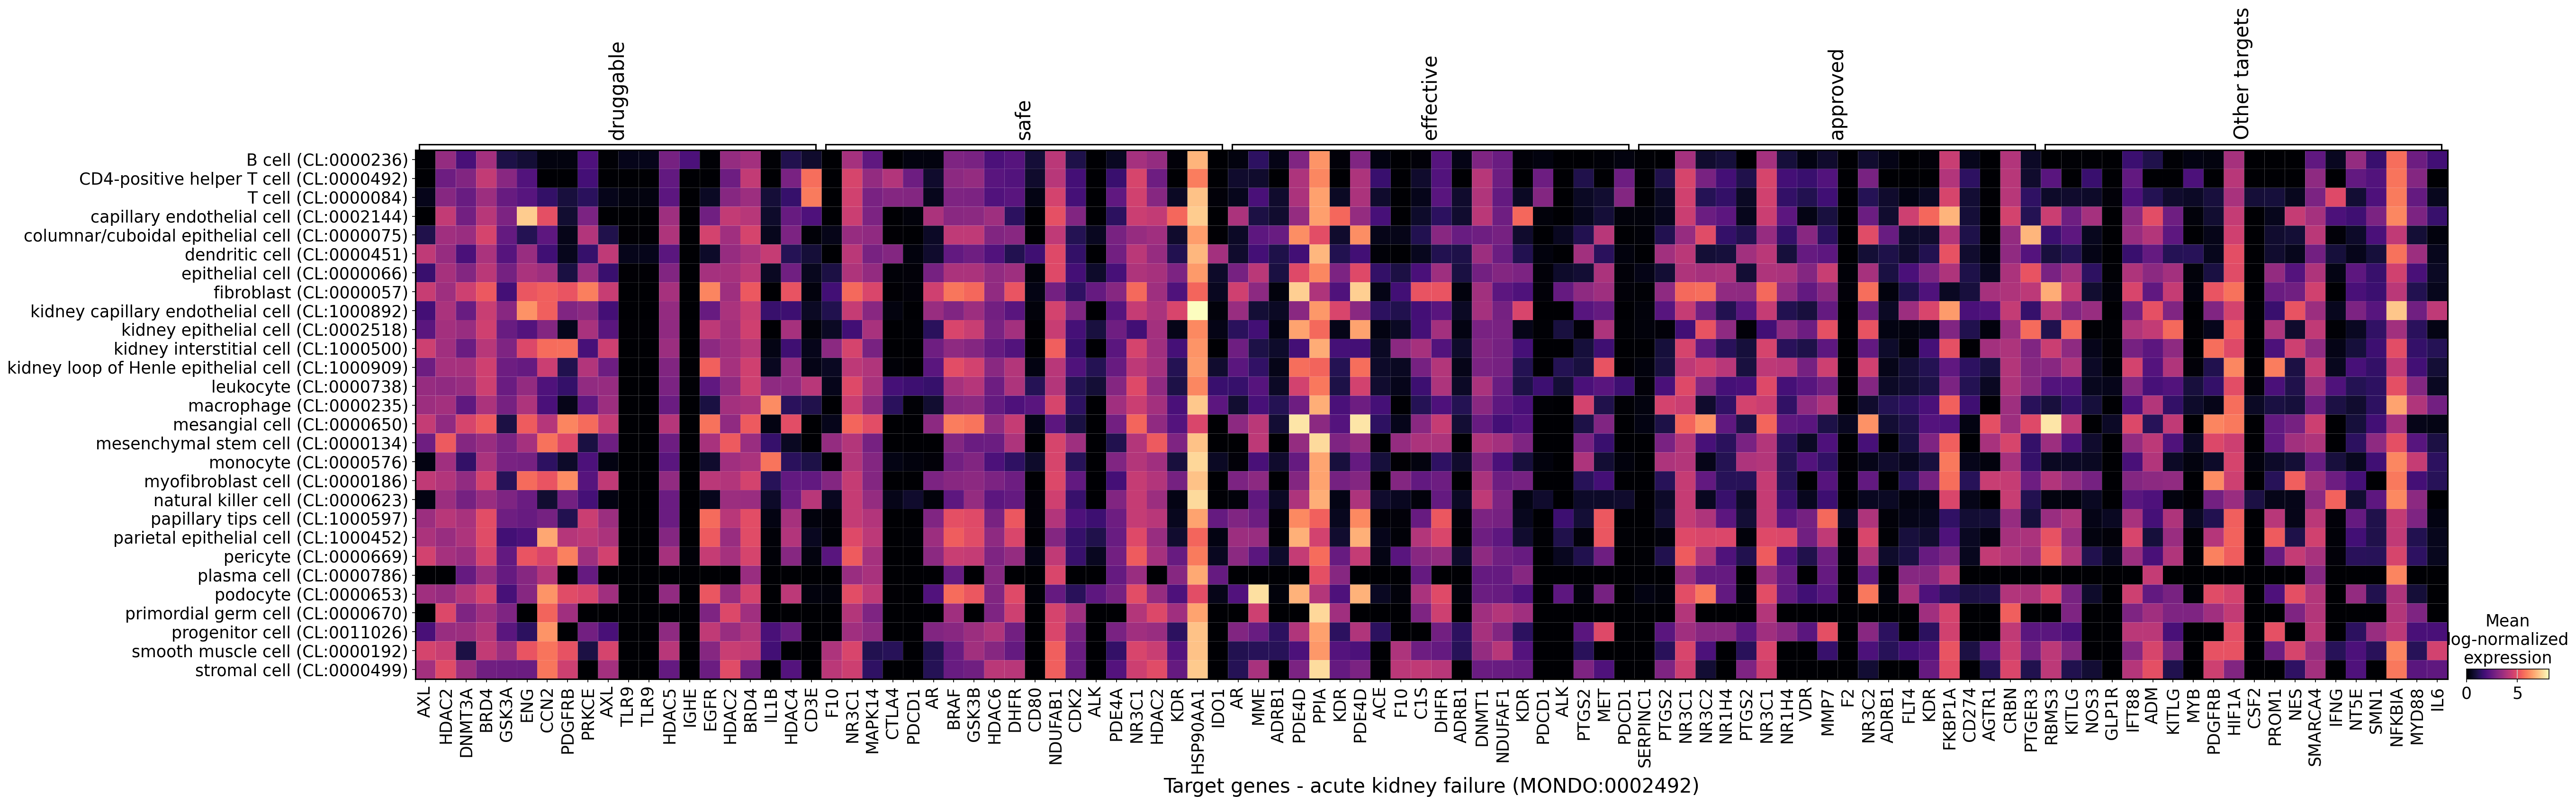 druggable
safe
effective
approved
Other targets
B cell (CL:0000236)
CD4-positive helper T cell (CL:0000492)
T cell (CL:0000084)
capillary endothelial cell (CL:0002144)
columnar/cuboidal epithelial cell (CL:0000075)
dendritic cell (CL:0000451)
epithelial cell (CL:0000066)
fibroblast (CL:0000057)
kidney capillary endothelial cell (CL:1000892)
kidney epithelial cell (CL:0002518)
kidney interstitial cell (CL:1000500)
kidney loop of Henle epithelial cell (CL:1000909)
leukocyte (CL:0000738)
macrophage (CL:0000235)
mesangial cell (CL:0000650)
mesenchymal stem cell (CL:0000134)
monocyte (CL:0000576)
myofibroblast cell (CL:0000186)
natural killer cell (CL:0000623)
papillary tips cell (CL:1000597)
parietal epithelial cell (CL:1000452)
pericyte (CL:0000669)
plasma cell (CL:0000786)
podocyte (CL:0000653)
primordial germ cell (CL:0000670)
progenitor cell (CL:0011026)
smooth muscle cell (CL:0000192)
stromal cell (CL:0000499)
AXL
HDAC2
DNMT3A
BRD4
GSK3A
ENG
CCN2
PDGFRB
PRKCE
AXL
TLR9
TLR9
HDAC5
IGHE
EGFR
HDAC2
BRD4
IL1B
HDAC4
CD3E
F10
NR3C1
MAPK14
CTLA4
PDCD1
AR
BRAF
GSK3B
HDAC6
DHFR
CD80
NDUFAB1
CDK2
ALK
PDE4A
NR3C1
HDAC2
KDR
HSP90AA1
IDO1
AR
MME
ADRB1
PDE4D
PPIA
KDR
PDE4D
ACE
F10
C1S
DHFR
ADRB1
DNMT1
NDUFAF1
KDR
PDCD1
ALK
PTGS2
MET
PDCD1
SERPINC1
PTGS2
NR3C1
NR3C2
NR1H4
PTGS2
NR3C1
NR1H4
VDR
MMP7
F2
NR3C2
ADRB1
FLT4
KDR
FKBP1A
CD274
AGTR1
CRBN
PTGER3
RBMS3
KITLG
NOS3
GLP1R
IFT88
ADM
KITLG
MYB
PDGFRB
HIF1A
CSF2
PROM1
NES
SMARCA4
IFNG
NT5E
SMN1
NFKBIA
MYD88
IL6
Target genes - acute kidney failure (MONDO:0002492)
Mean
log-normalized
expression
0 5